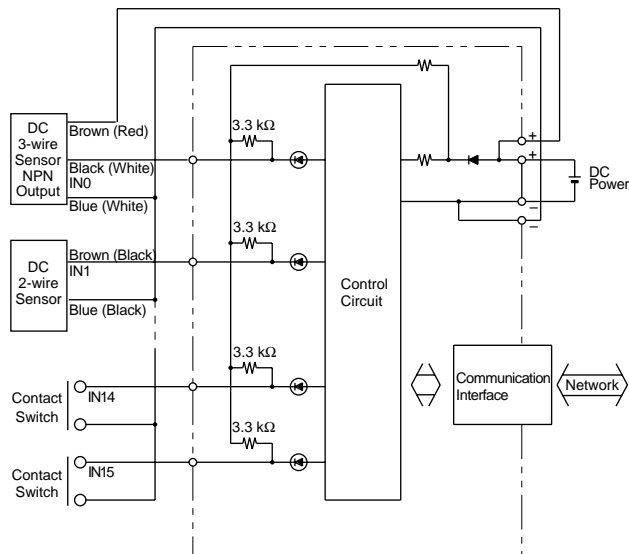 DC
3-wire
Sensor
NPN
Output
Brown (Red)
Black (White)
IN0
Blue (White)
3.3 kΩ
+
+
DC
Power
−
−
DC
2-wire
Sensor
Brown (Black)
IN1
Blue (Black)
3.3 kΩ
Control
Circuit
Contact
Switch
IN14
3.3 kΩ
Communication
Interface
Network
Contact
Switch
IN15
3.3 kΩ